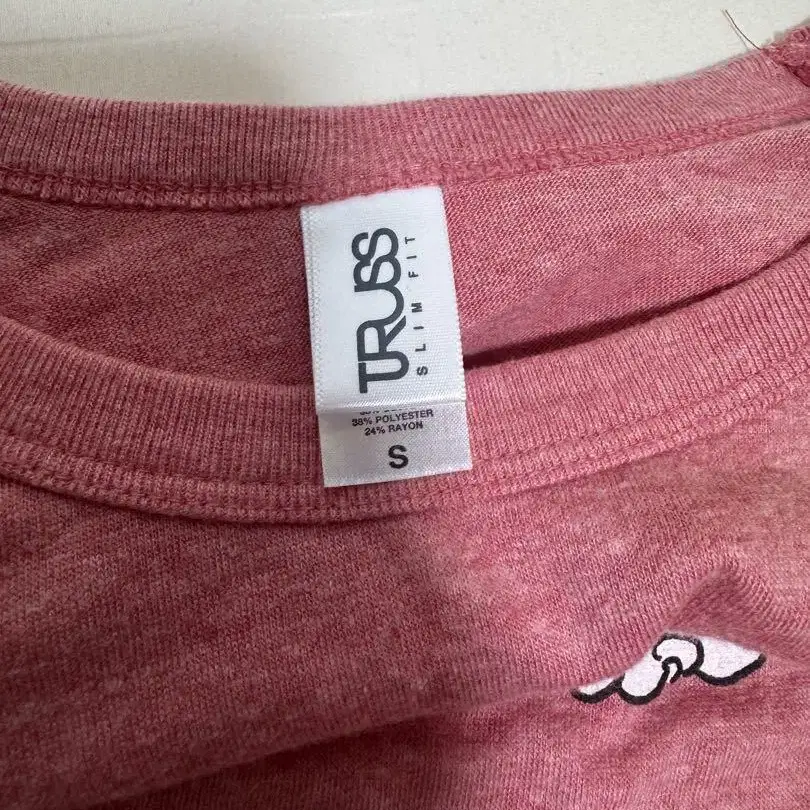 TRUSS
SLIM FIT
38% POLYESTER
24% RAYON
S